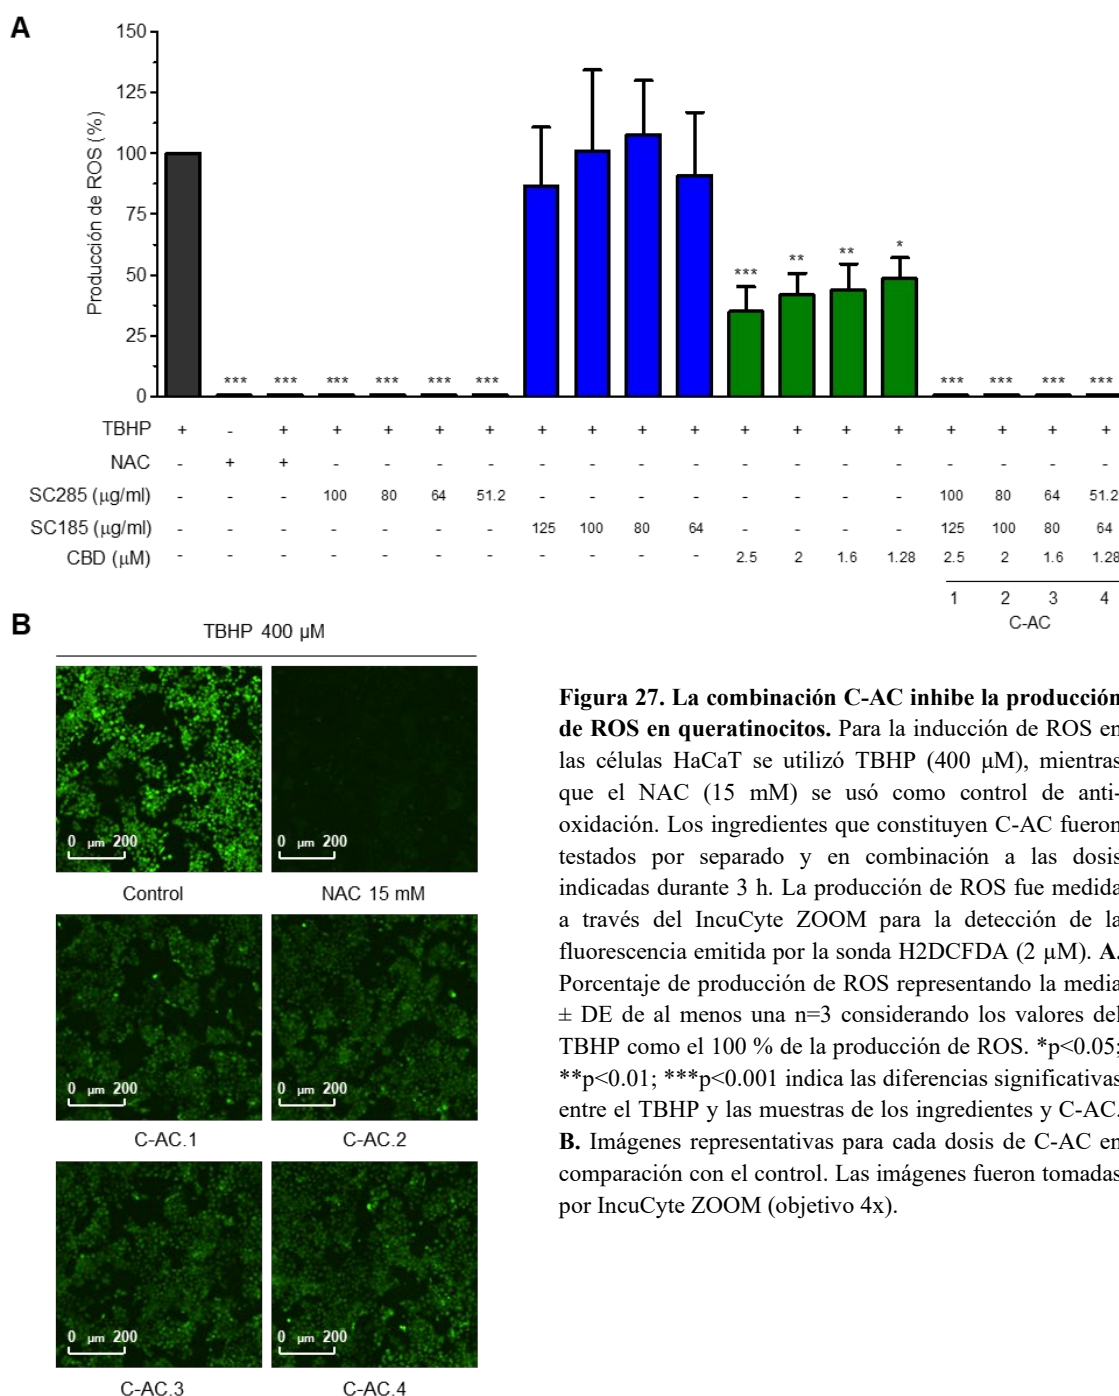 A
150
125
100
75
50
25
0
Producción de ROS (%)
*** *** *** *** *** *** *** ** ** * *** *** *** ***
TBHP + - + + + + + + + + + + + + + + + + +
NAC - + + - - - - - - - - - - - - - - - -
SC285 (µg/ml) - - - 100 80 64 51.2 - - - - - - - - 100 80 64 51.2
SC185 (µg/ml) - - - - - - - 125 100 80 64 - - - - 125 100 80 64
CBD (µM) - - - - - - - - - - - 2.5 2 1.6 1.28 2.5 2 1.6 1.28
1 2 3 4
C-AC
B
TBHP 400 µM
0 µm 200
0 µm 200
Control
NAC 15 mM
0 µm 200
0 µm 200
C-AC.1
C-AC.2
0 µm 200
0 µm 200
C-AC.3
C-AC.4
Figura 27. La combinación C-AC inhibe la producción
de ROS en queratinocitos. Para la inducción de ROS en
las células HaCaT se utilizó TBHP (400 µM), mientras
que el NAC (15 mM) se usó como control de anti-
oxidación. Los ingredientes que constituyen C-AC fueron
testados por separado y en combinación a las dosis
indicadas durante 3 h. La producción de ROS fue medida
a través del IncuCyte ZOOM para la detección de la
fluorescencia emitida por la sonda H2DCFDA (2 µM). A.
Porcentaje de producción de ROS representando la media
± DE de al menos una n=3 considerando los valores del
TBHP como el 100 % de la producción de ROS. *p<0.05;
**p<0.01; ***p<0.001 indica las diferencias significativas
entre el TBHP y las muestras de los ingredientes y C-AC.
B. Imágenes representativas para cada dosis de C-AC en
comparación con el control. Las imágenes fueron tomadas
por IncuCyte ZOOM (objetivo 4x).